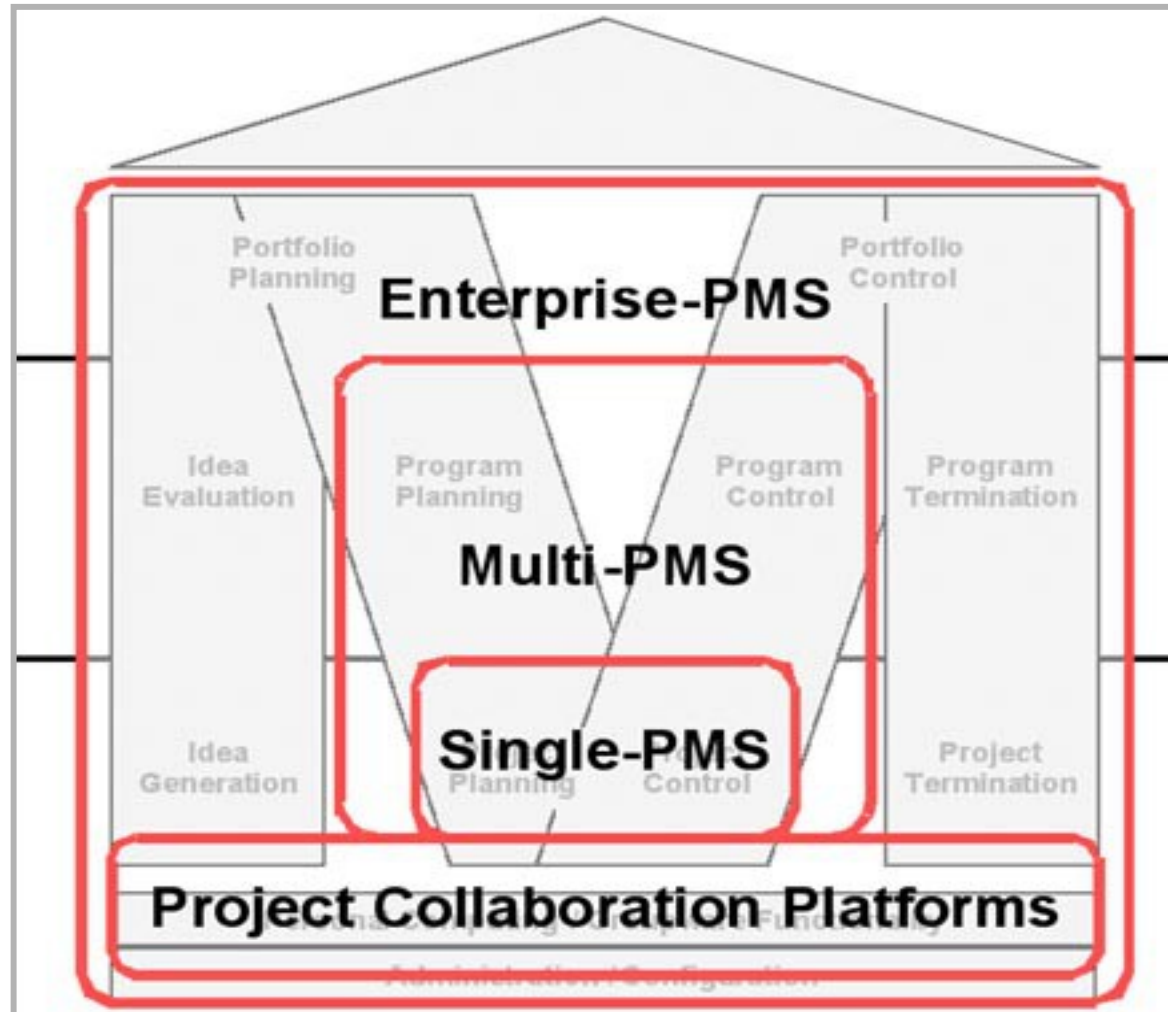 Portfolio
Planning
Portfolio
Control
Enterprise-PMS
Idea
Evaluation
Program
Planning
Program
Control
Program
Termination
Multi-PMS
Idea
Generation
Single-PMS
Planning
Control
Project
Termination
Project Collaboration Platforms
Administration / Configuration